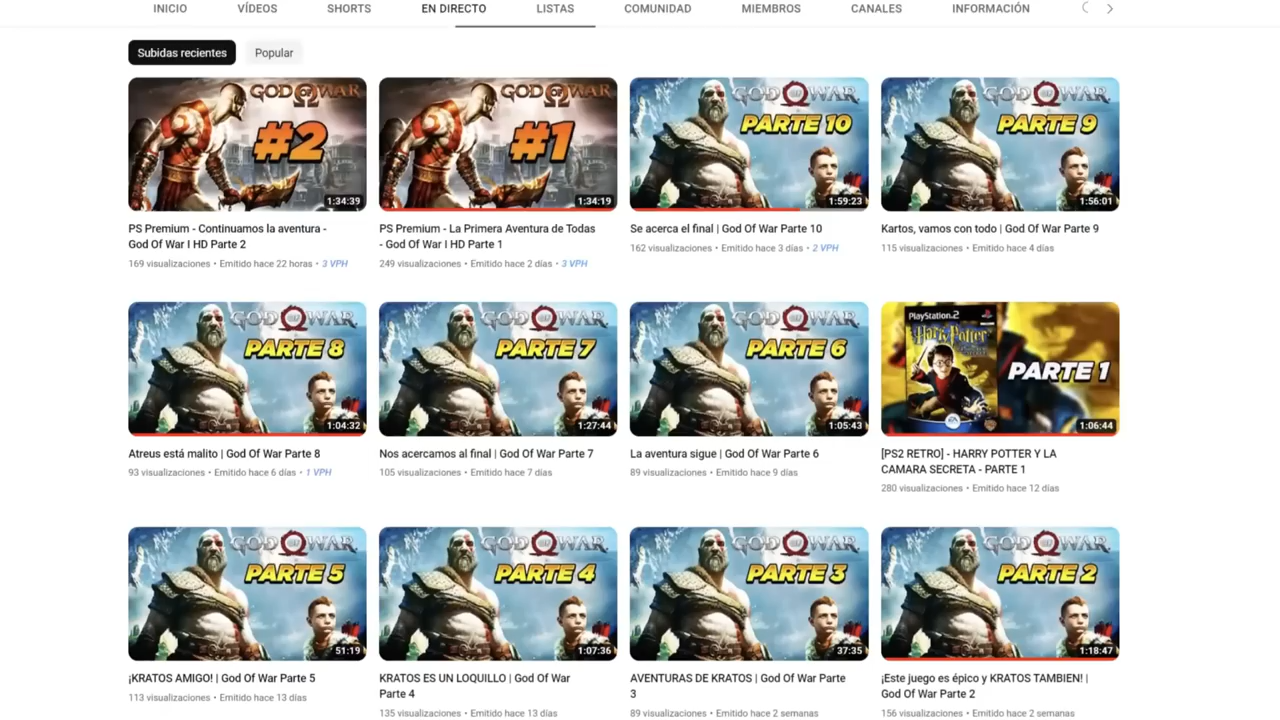 INICIO VÍDEOS SHORTS EN DIRECTO LISTAS COMUNIDAD MIEMBROS CANALES INFORMACIÓN
Subidas recientes Popular
GOD OF WAR
#2
1:34:39
GOD OF WAR
#1
1:34:19
GOD OF WAR
PARTE 10
1:59:23
GOD OF WAR
PARTE 9
1:56:01
PS Premium - Continuamos la aventura -
God Of War I HD Parte 2
169 visualizaciones • Emitido hace 22 horas • 3 VPH
PS Premium - La Primera Aventura de Todas
- God Of War I HD Parte 1
249 visualizaciones • Emitido hace 2 días • 3 VPH
Se acerca el final | God Of War Parte 10
162 visualizaciones • Emitido hace 3 días • 2 VPH
Kartos, vamos con todo | God Of War Parte 9
115 visualizaciones • Emitido hace 4 días
GOD OF WAR
PARTE 8
1:04:32
GOD OF WAR
PARTE 7
1:27:44
GOD OF WAR
PARTE 6
1:05:43
PlayStation.2
Harry Potter
PARTE 1
1:06:44
Atreus está malito | God Of War Parte 8
93 visualizaciones • Emitido hace 6 días • 1 VPH
Nos acercamos al final | God Of War Parte 7
105 visualizaciones • Emitido hace 7 días
La aventura sigue | God Of War Parte 6
89 visualizaciones • Emitido hace 9 días
[PS2 RETRO] - HARRY POTTER Y LA
CAMARA SECRETA - PARTE 1
280 visualizaciones • Emitido hace 12 días
GOD OF WAR
PARTE 5
51:19
GOD OF WAR
PARTE 4
1:07:36
GOD OF WAR
PARTE 3
37:35
GOD OF WAR
PARTE 2
1:18:47
¡KRATOS AMIGO! | God Of War Parte 5
113 visualizaciones • Emitido hace 13 días
KRATOS ES UN LOQUILLO | God Of War
Parte 4
135 visualizaciones • Emitido hace 13 días
AVENTURAS DE KRATOS | God Of War Parte
3
89 visualizaciones • Emitido hace 2 semanas
¡Este juego es épico y KRATOS TAMBIEN! |
God Of War Parte 2
156 visualizaciones • Emitido hace 2 semanas